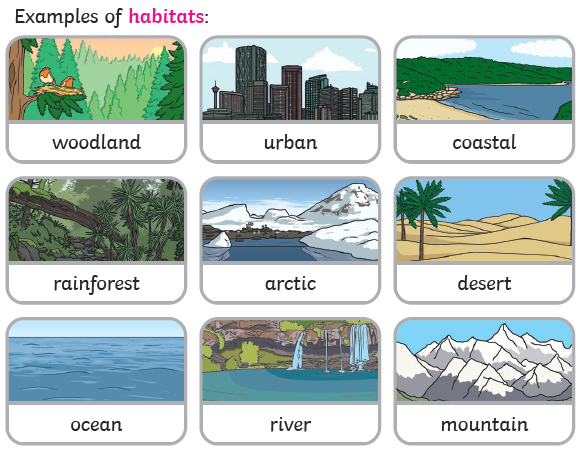 Examples of habitats:
woodland
urban
coastal
rainforest
arctic
desert
ocean
river
mountain